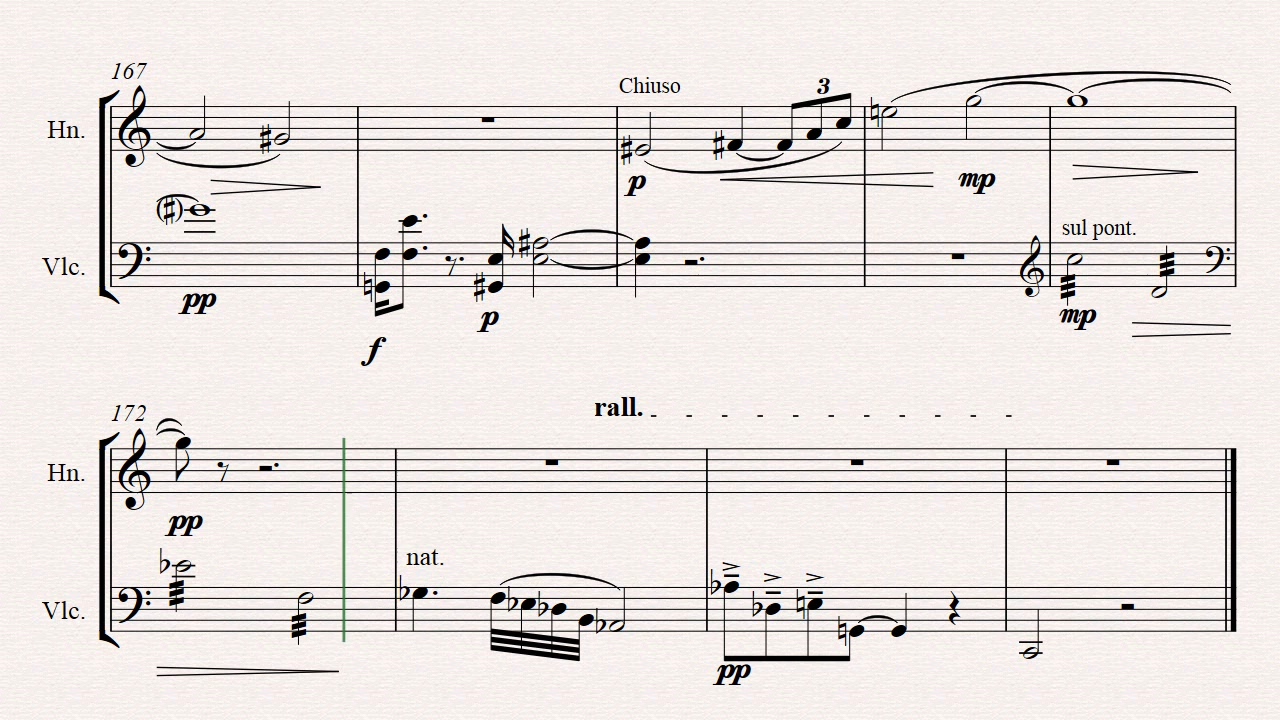 167
Chiuso
3
Hn.
p
mp
sul pont.
Vlc.
pp
f
p
mp
172
rall.
Hn.
pp
nat.
Vlc.
pp